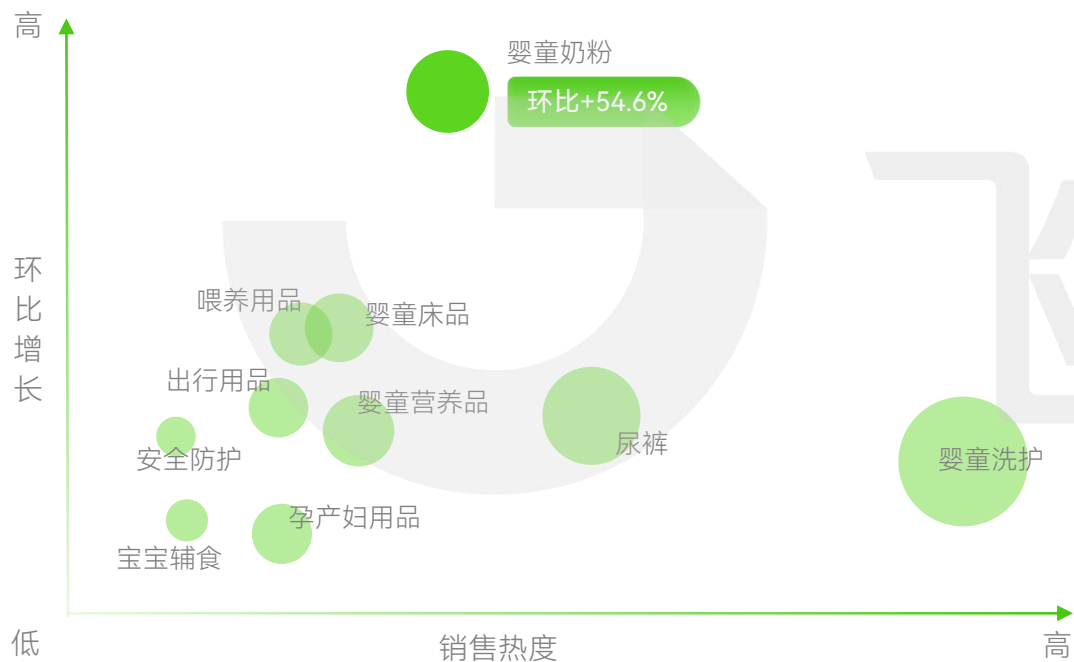 高
婴童奶粉
环比+54.6%
环比增长
喂养用品
婴童床品
出行用品
婴童营养品
安全防护
尿裤
婴童洗护
孕产妇用品
宝宝辅食
低
销售热度
高